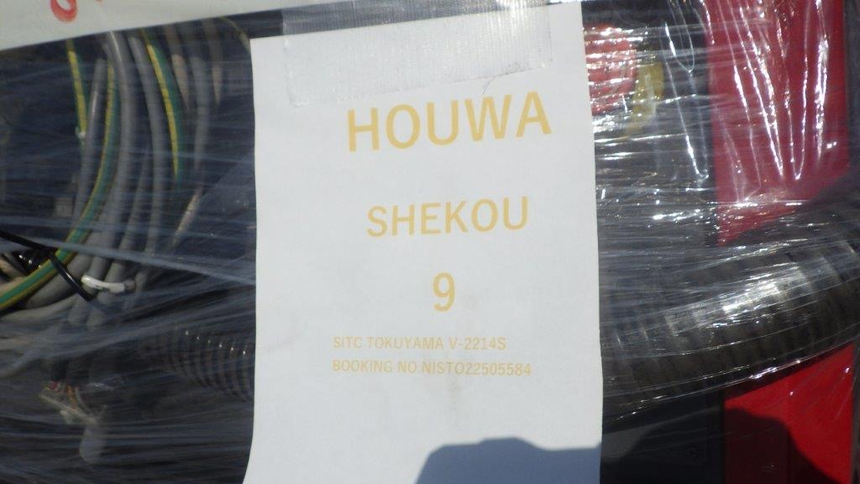 HOUWA
SHEKOU
9
SITC TOKUYAMA V-2214S
BOOKING NO.NISTO22505584